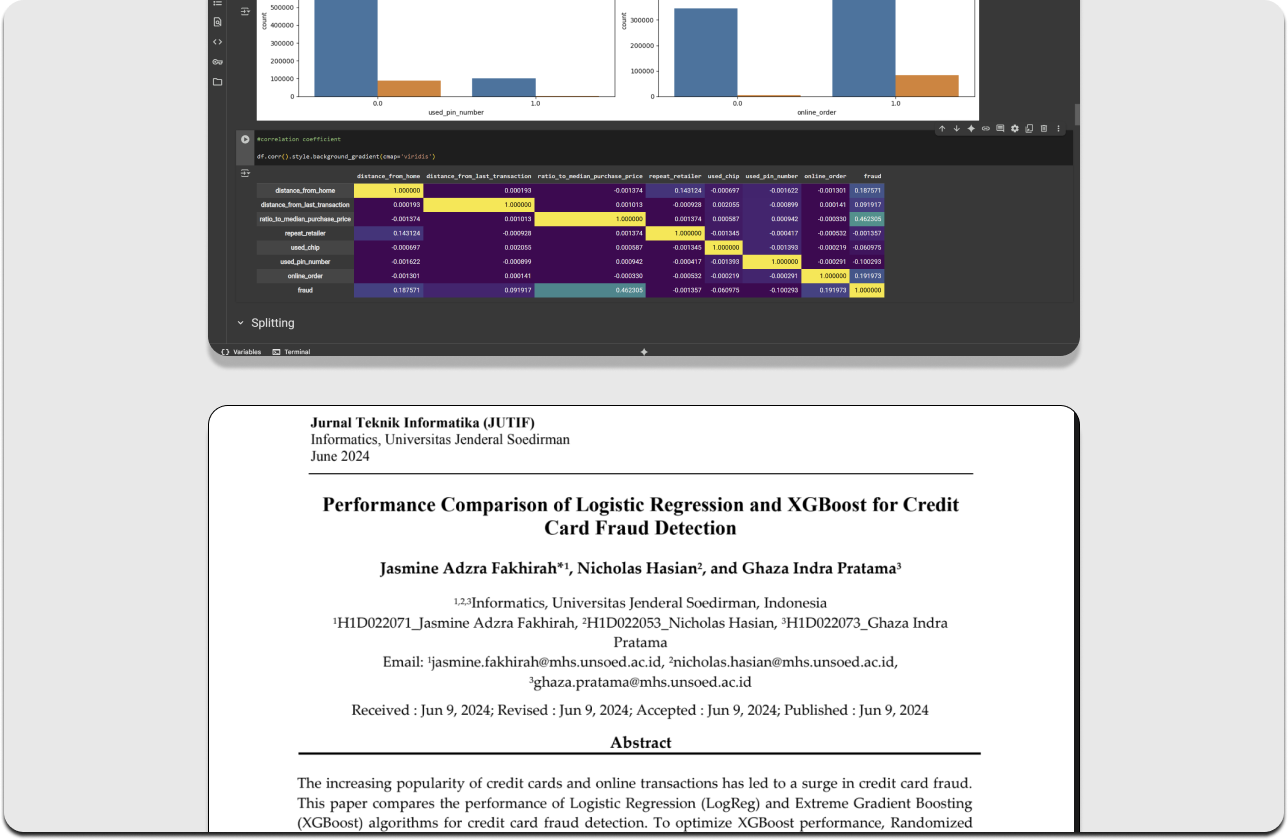 500000
400000
300000
200000
100000
0
count
0.0
1.0
used_pin_number
300000
200000
100000
0
count
0.0
1.0
online_order
#correlation coefficient
df.corr().style.background_gradient(cmap='viridis')
distance_from_home distance_from_last_transaction ratio_to_median_purchase_price repeat_retailer used_chip used_pin_number online_order fraud
distance_from_home 1.000000 0.000193 -0.001374 0.143124 -0.000697 -0.001622 -0.001301 0.187571
distance_from_last_transaction 0.000193 1.000000 0.001013 -0.000928 0.002055 -0.000899 0.000141 0.091917
ratio_to_median_purchase_price -0.001374 0.001013 1.000000 0.001374 0.000587 0.000942 -0.000330 0.462305
repeat_retailer 0.143124 -0.000928 0.001374 1.000000 -0.001345 -0.000417 -0.000532 -0.001357
used_chip -0.000697 0.002055 0.000587 -0.001345 1.000000 -0.001393 -0.000219 -0.060975
used_pin_number -0.001622 -0.000899 0.000942 -0.000417 -0.001393 1.000000 -0.000291 -0.100293
online_order -0.001301 0.000141 -0.000330 -0.000532 -0.000219 -0.000291 1.000000 0.191973
fraud 0.187571 0.091917 0.462305 -0.001357 -0.060975 -0.100293 0.191973 1.000000
Splitting
Variables Terminal
Jurnal Teknik Informatika (JUTIF)
Informatics, Universitas Jenderal Soedirman
June 2024
Performance Comparison of Logistic Regression and XGBoost for Credit
Card Fraud Detection
Jasmine Adzra Fakhirah*¹, Nicholas Hasian², and Ghaza Indra Pratama³
¹,²,³Informatics, Universitas Jenderal Soedirman, Indonesia
¹H1D022071_Jasmine Adzra Fakhirah, ²H1D022053_Nicholas Hasian, ³H1D022073_Ghaza Indra
Pratama
Email: ¹jasmine.fakhirah@mhs.unsoed.ac.id, ²nicholas.hasian@mhs.unsoed.ac.id,
³ghaza.pratama@mhs.unsoed.ac.id
Received : Jun 9, 2024; Revised : Jun 9, 2024; Accepted : Jun 9, 2024; Published : Jun 9, 2024
Abstract
The increasing popularity of credit cards and online transactions has led to a surge in credit card fraud.
This paper compares the performance of Logistic Regression (LogReg) and Extreme Gradient Boosting
(XGBoost) algorithms for credit card fraud detection. To optimize XGBoost performance, Randomized